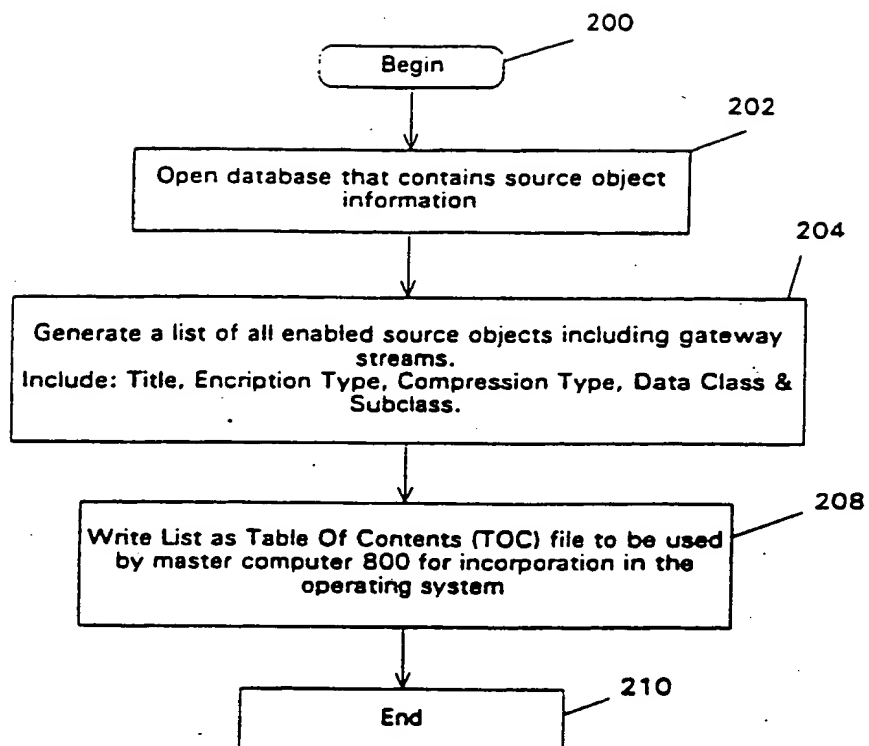 200
Begin
202
Open database that contains source object
information
204
Generate a list of all enabled source objects including gateway
streams.
Include: Title, Encription Type, Compression Type, Data Class &
Subclass.
208
Write List as Table Of Contents (TOC) file to be used
by master computer 800 for incorporation in the
operating system
210
End